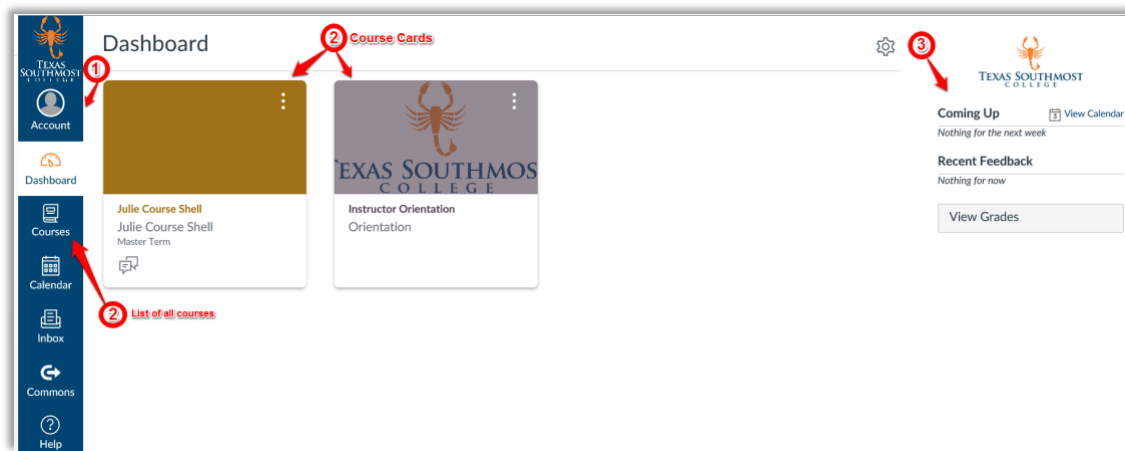 TEXAS
SOUTHMOST
COLLEGE
1
Account
Dashboard
Courses
Calendar
Inbox
Commons
Help
Dashboard
2 Course Cards
TEXAS SOUTHMOS
COLLEGE
Julie Course Shell
Julie Course Shell
Master Term
Instructor Orientation
Orientation
2 List of all courses
3
TEXAS SOUTHMOST
COLLEGE
Coming Up
3 View Calendar
Nothing for the next week
Recent Feedback
Nothing for now
View Grades